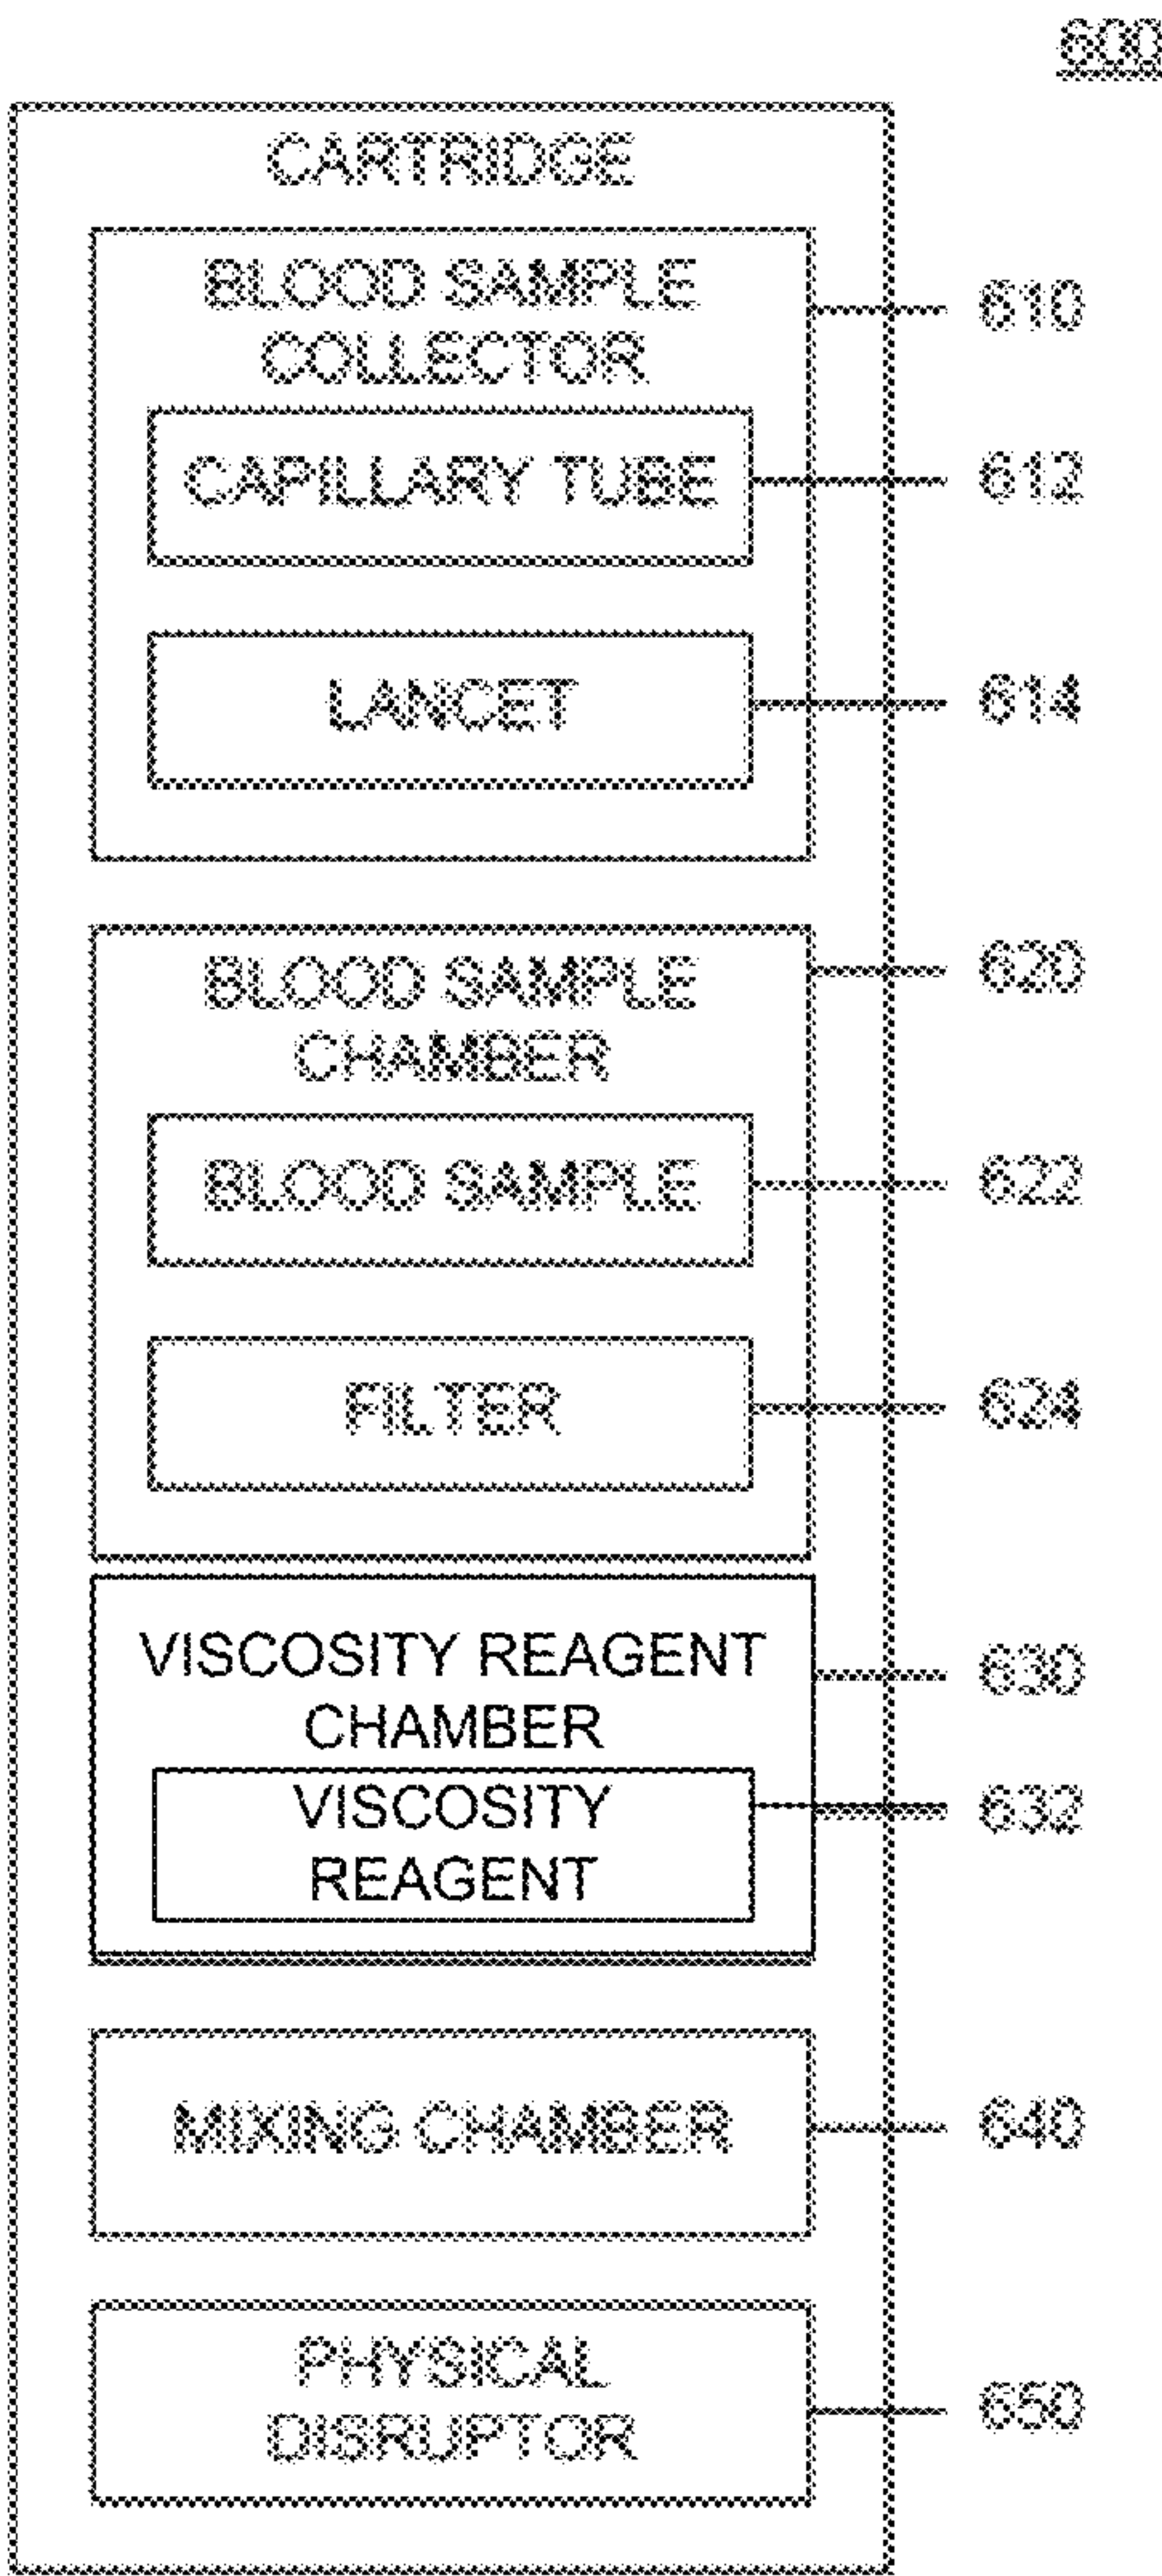 600
CARTRIDGE
BLOOD SAMPLE
COLLECTOR
610
CAPILLARY TUBE
612
LANCET
614
BLOOD SAMPLE
CHAMBER
620
BLOOD SAMPLE
622
FILTER
624
VISCOSITY REAGENT
CHAMBER
630
VISCOSITY
REAGENT
632
MIXING CHAMBER
640
PHYSICAL
DISRUPTOR
650